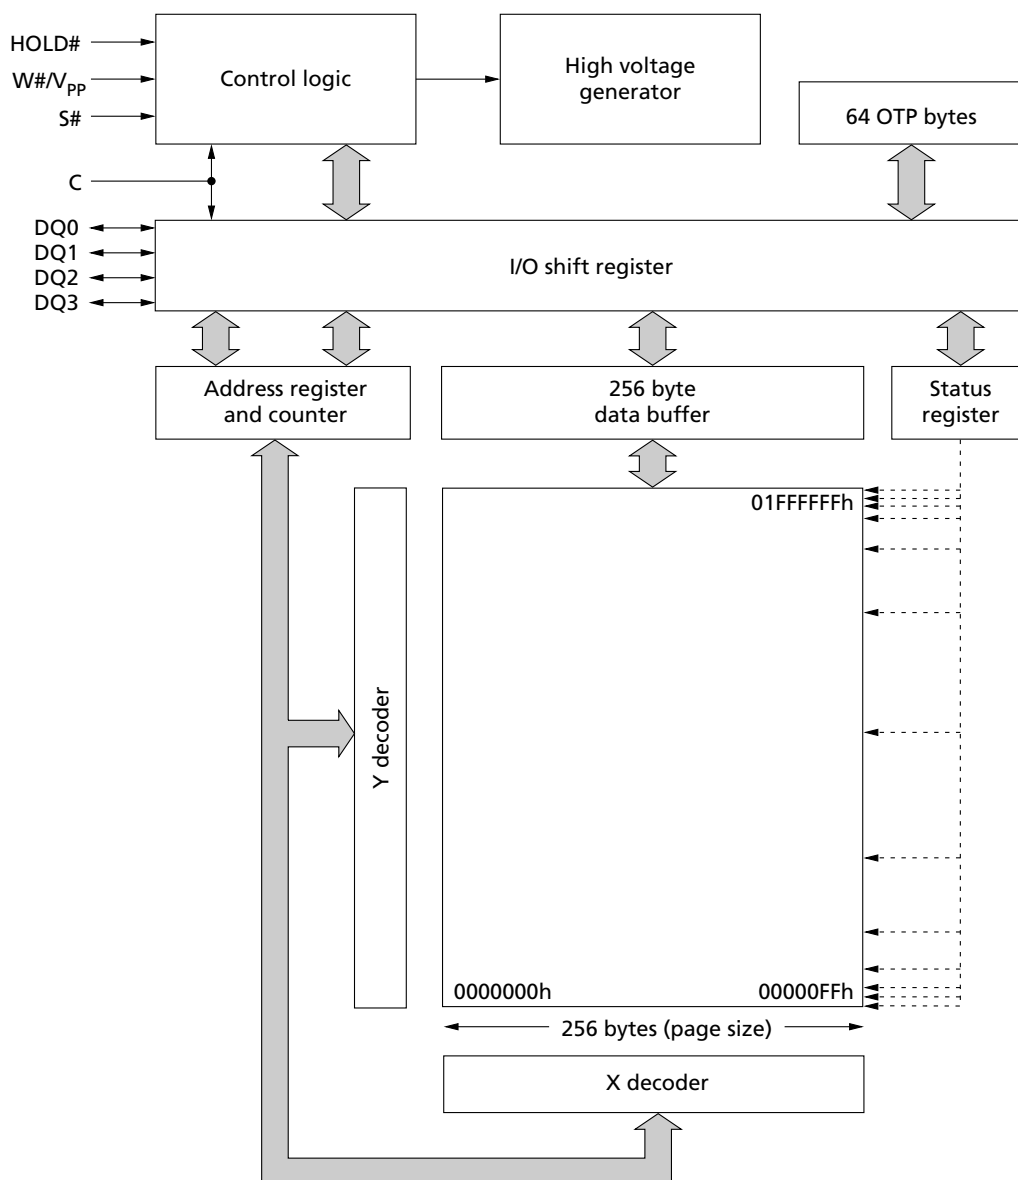 HOLD#
W#/VPP
S#
Control logic
High voltage
generator
64 OTP bytes
C
DQ0
DQ1
DQ2
DQ3
I/O shift register
Address register
and counter
256 byte
data buffer
Status
register
01FFFFFFh
Y decoder
0000000h
00000FFh
256 bytes (page size)
X decoder